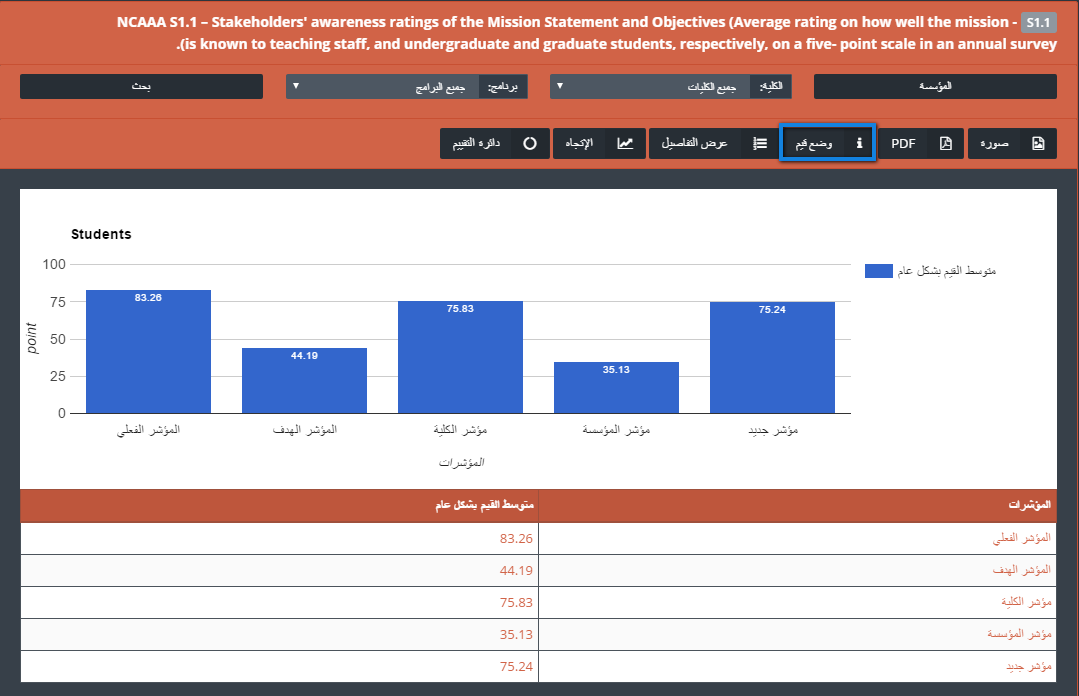 S1.1 NCAAA S1.1 – Stakeholders' awareness ratings of the Mission Statement and Objectives (Average rating on how well the mission -
.(is known to teaching staff, and undergraduate and graduate students, respectively, on a five- point scale in an annual survey
المؤسسة
الكلية: جميع الكليات
برنامج: جميع البرامج
بحث
صورة
PDF
وضع قيم
عرض التفاصيل
الإتجاه
دائرة التقييم
Students
متوسط القيم بشكل عام
100
75
50
25
0
point
83.26
44.19
75.83
35.13
75.24
المؤشر الفعلي
المؤشر الهدف
مؤشر الكلية
مؤشر المؤسسة
مؤشر جديد
المؤشرات
المؤشرات متوسط القيم بشكل عام
المؤشر الفعلي 83.26
المؤشر الهدف 44.19
مؤشر الكلية 75.83
مؤشر المؤسسة 35.13
مؤشر جديد 75.24